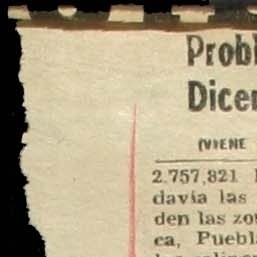 Probl
Dicen
(VIENE
2.757,821
davía las
den las zo
ca, Puebl